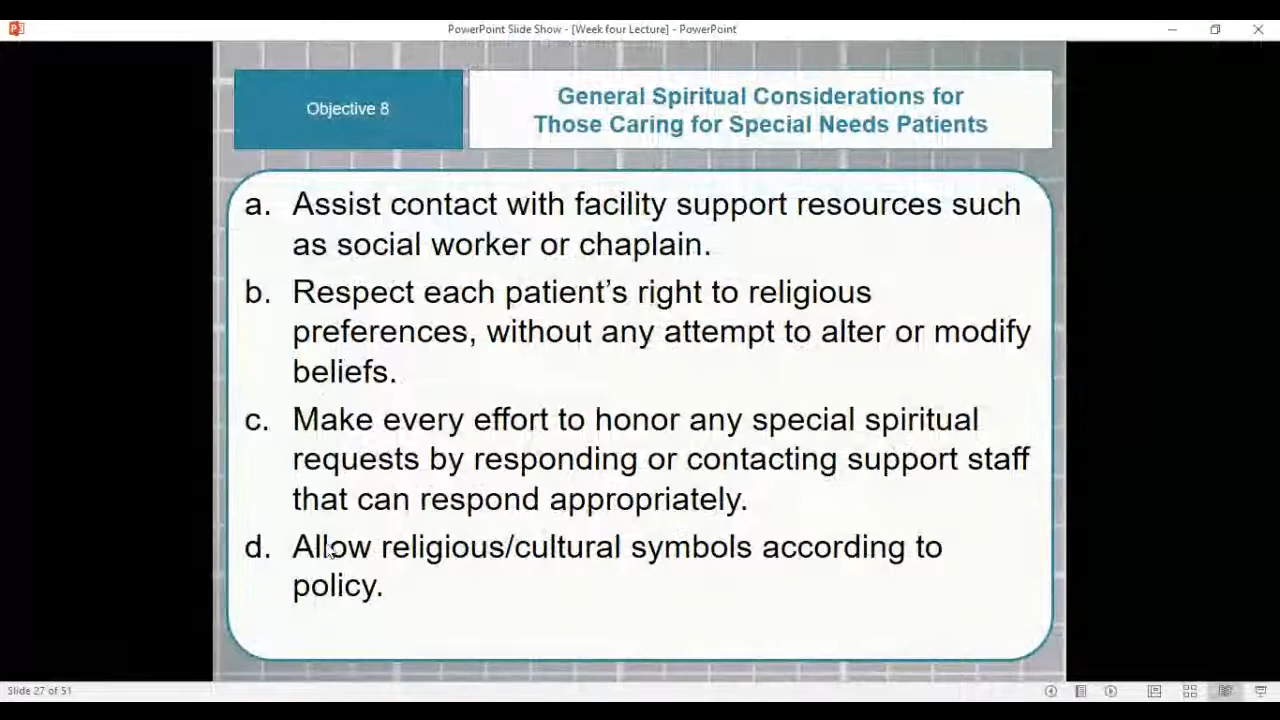 PowerPoint Slide Show - [Week four Lecture] - PowerPoint
Objective 8
General Spiritual Considerations for
Those Caring for Special Needs Patients
a. Assist contact with facility support resources such
as social worker or chaplain.
b. Respect each patient’s right to religious
preferences, without any attempt to alter or modify
beliefs.
c. Make every effort to honor any special spiritual
requests by responding or contacting support staff
that can respond appropriately.
d. Allow religious/cultural symbols according to
policy.
Slide 27 of 51